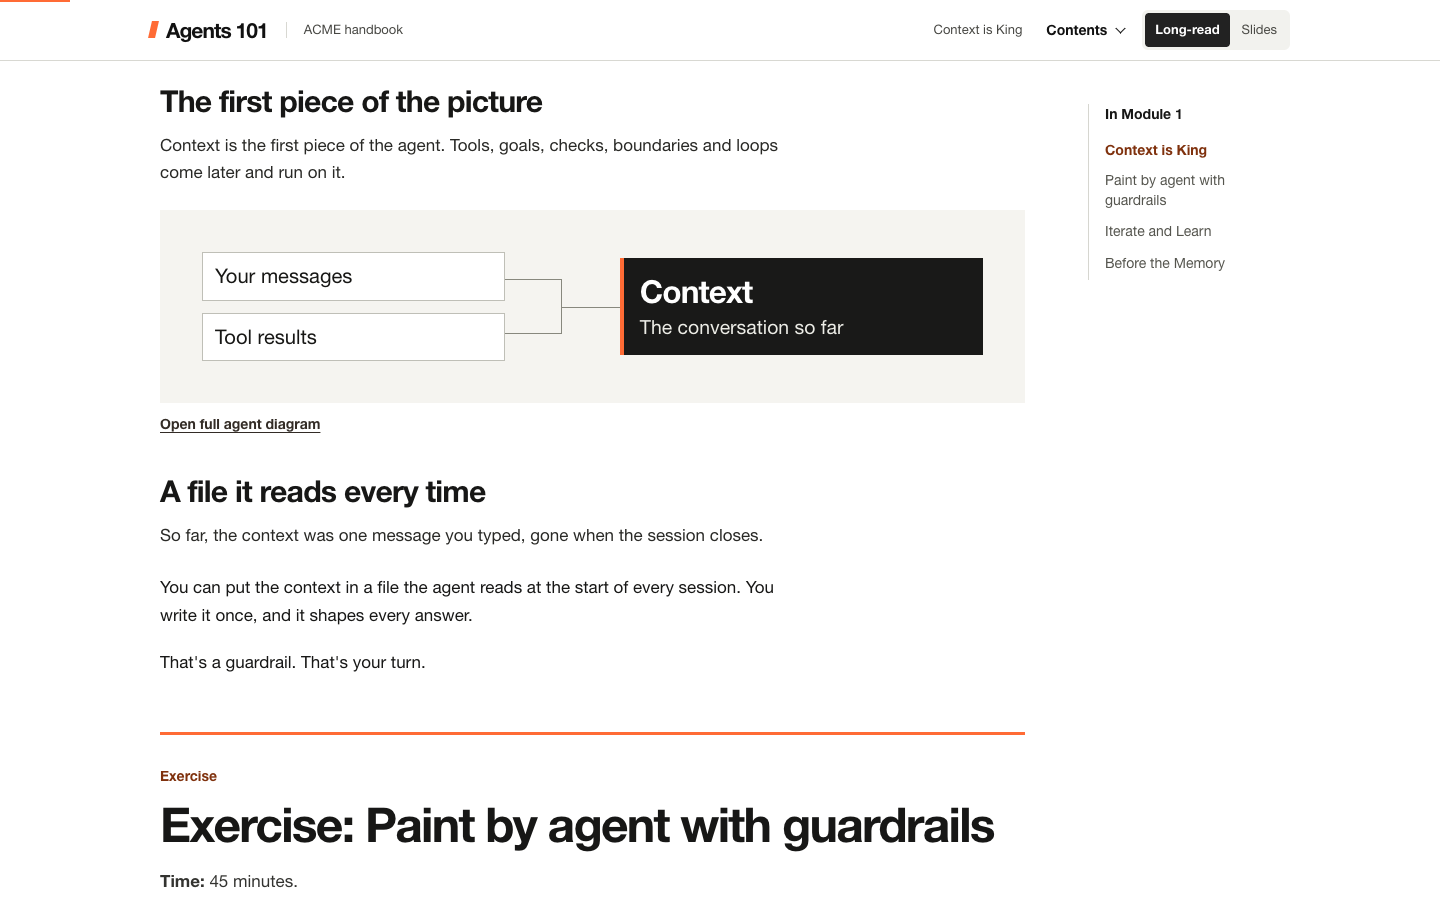 Agents 101
ACME handbook
Context is King
Contents
Long-read
Slides
The first piece of the picture
Context is the first piece of the agent. Tools, goals, checks, boundaries and loops
come later and run on it.
Your messages
Tool results
Context
The conversation so far
Open full agent diagram
A file it reads every time
So far, the context was one message you typed, gone when the session closes.
You can put the context in a file the agent reads at the start of every session. You
write it once, and it shapes every answer.
That's a guardrail. That's your turn.
Exercise
Exercise: Paint by agent with guardrails
Time: 45 minutes.
In Module 1
Context is King
Paint by agent with
guardrails
Iterate and Learn
Before the Memory